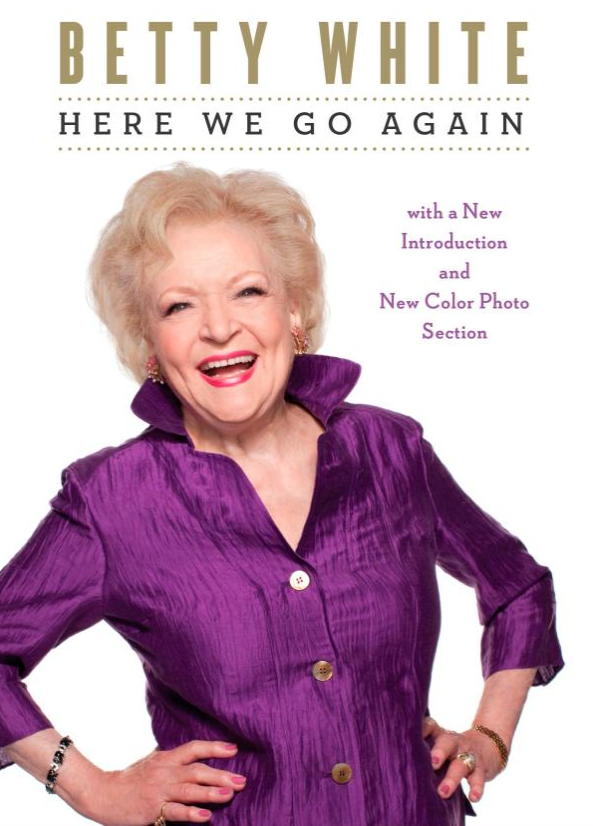 BETTY WHITE
HERE WE GO AGAIN
with a New
Introduction
and
New Color Photo
Section